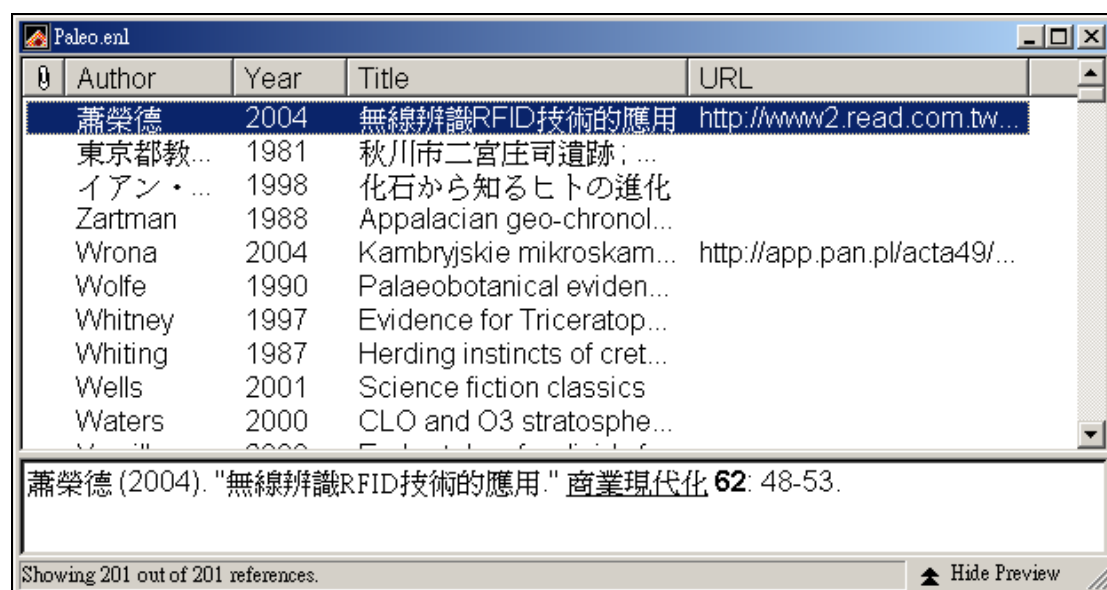 Paleo.enl
Author Year Title URL
蕭榮德 2004 無線辨識RFID技術的應用 http://www2.read.com.tw...
東京都教... 1981 秋川市二宮庄司遺跡 ; ...
イアン・... 1998 化石から知るヒトの進化
Zartman 1988 Appalacian geo-chronol...
Wrona 2004 Kambryjskie mikroskam... http://app.pan.pl/acta49/...
Wolfe 1990 Palaeobotanical eviden...
Whitney 1997 Evidence for Triceratop...
Whiting 1987 Herding instincts of cret...
Wells 2001 Science fiction classics
Waters 2000 CLO and O3 stratosphe...
蕭榮德 (2004). "無線辨識RFID技術的應用." 商業現代化 62: 48-53.
Showing 201 out of 201 references. Hide Preview